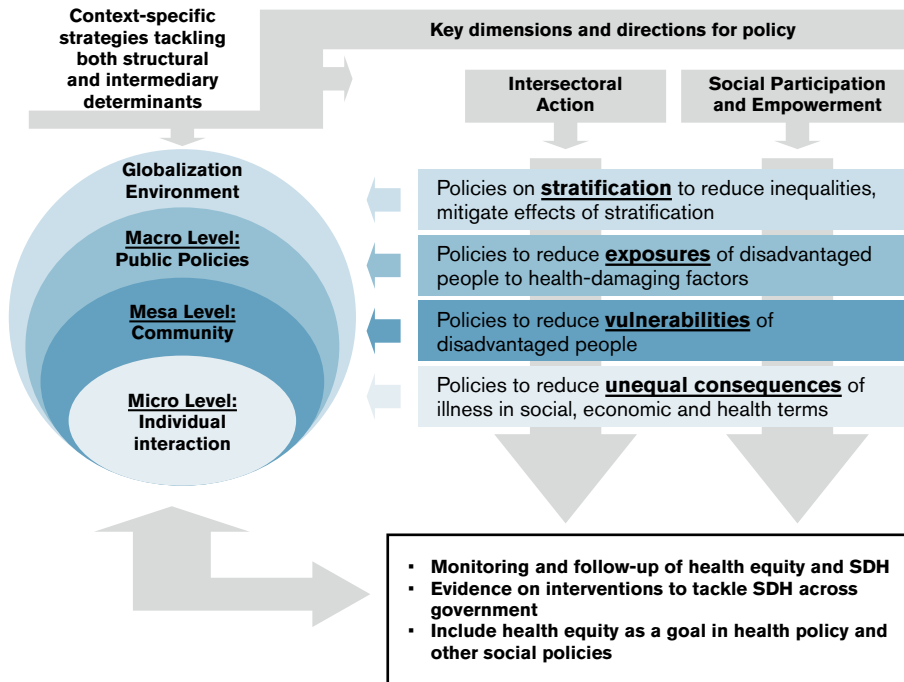 Context-specific
strategies tackling
both structural
and intermediary
determinants
Key dimensions and directions for policy
Intersectoral
Action
Social Participation
and Empowerment
Globalization
Environment
Macro Level:
Public Policies
Mesa Level:
Community
Micro Level:
Individual
interaction
Policies on stratification to reduce inequalities,
mitigate effects of stratification
Policies to reduce exposures of disadvantaged
people to health-damaging factors
Policies to reduce vulnerabilities of
disadvantaged people
Policies to reduce unequal consequences of
illness in social, economic and health terms
▪ Monitoring and follow-up of health equity and SDH
▪ Evidence on interventions to tackle SDH across
government
▪ Include health equity as a goal in health policy and
other social policies